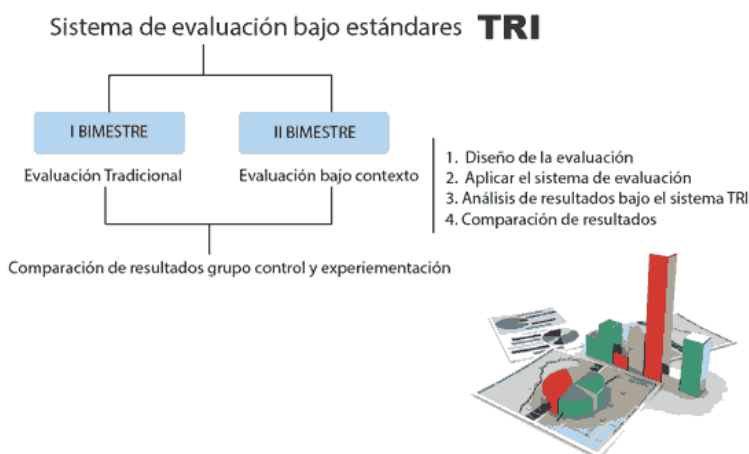 Sistema de evaluación bajo estándares TRI
I BIMESTRE
II BIMESTRE
Evaluación Tradicional
Evaluación bajo contexto
1. Diseño de la evaluación
2. Aplicar el sistema de evaluación
3. Análisis de resultados bajo el sistema TRI
4. Comparación de resultados
Comparación de resultados grupo control y experiementación